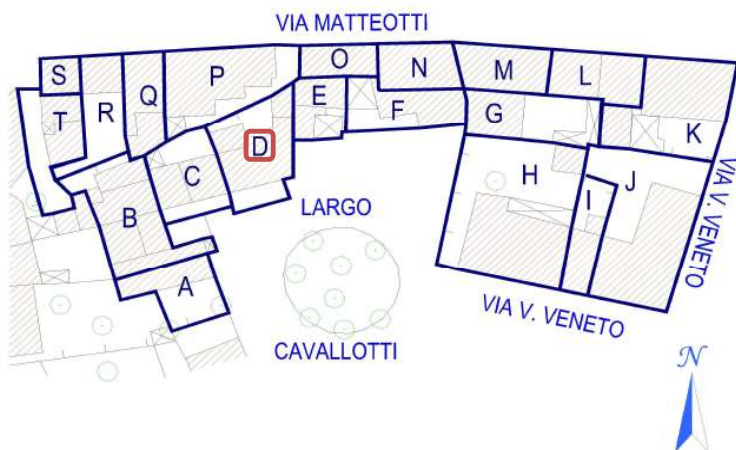 VIA MATTEOTTI
S
T
R
Q
P
O
N
M
L
E
F
G
K
D
C
B
A
H
I
J
LARGO
CAVALLOTTI
VIA V. VENETO
VIA V. VENETO
N